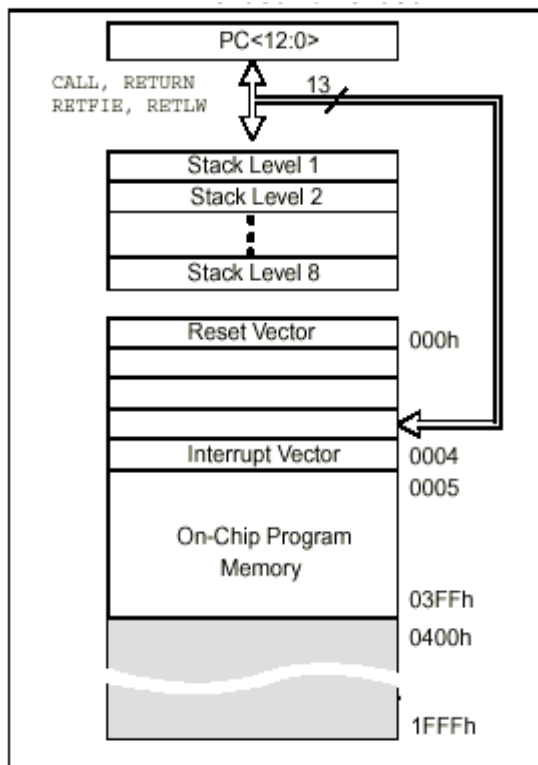 PC<12:0>
CALL, RETURN
RETFIE, RETLW
13
Stack Level 1
Stack Level 2
Stack Level 8
Reset Vector
000h
Interrupt Vector
0004
0005
On-Chip Program
Memory
03FFh
0400h
1FFFh